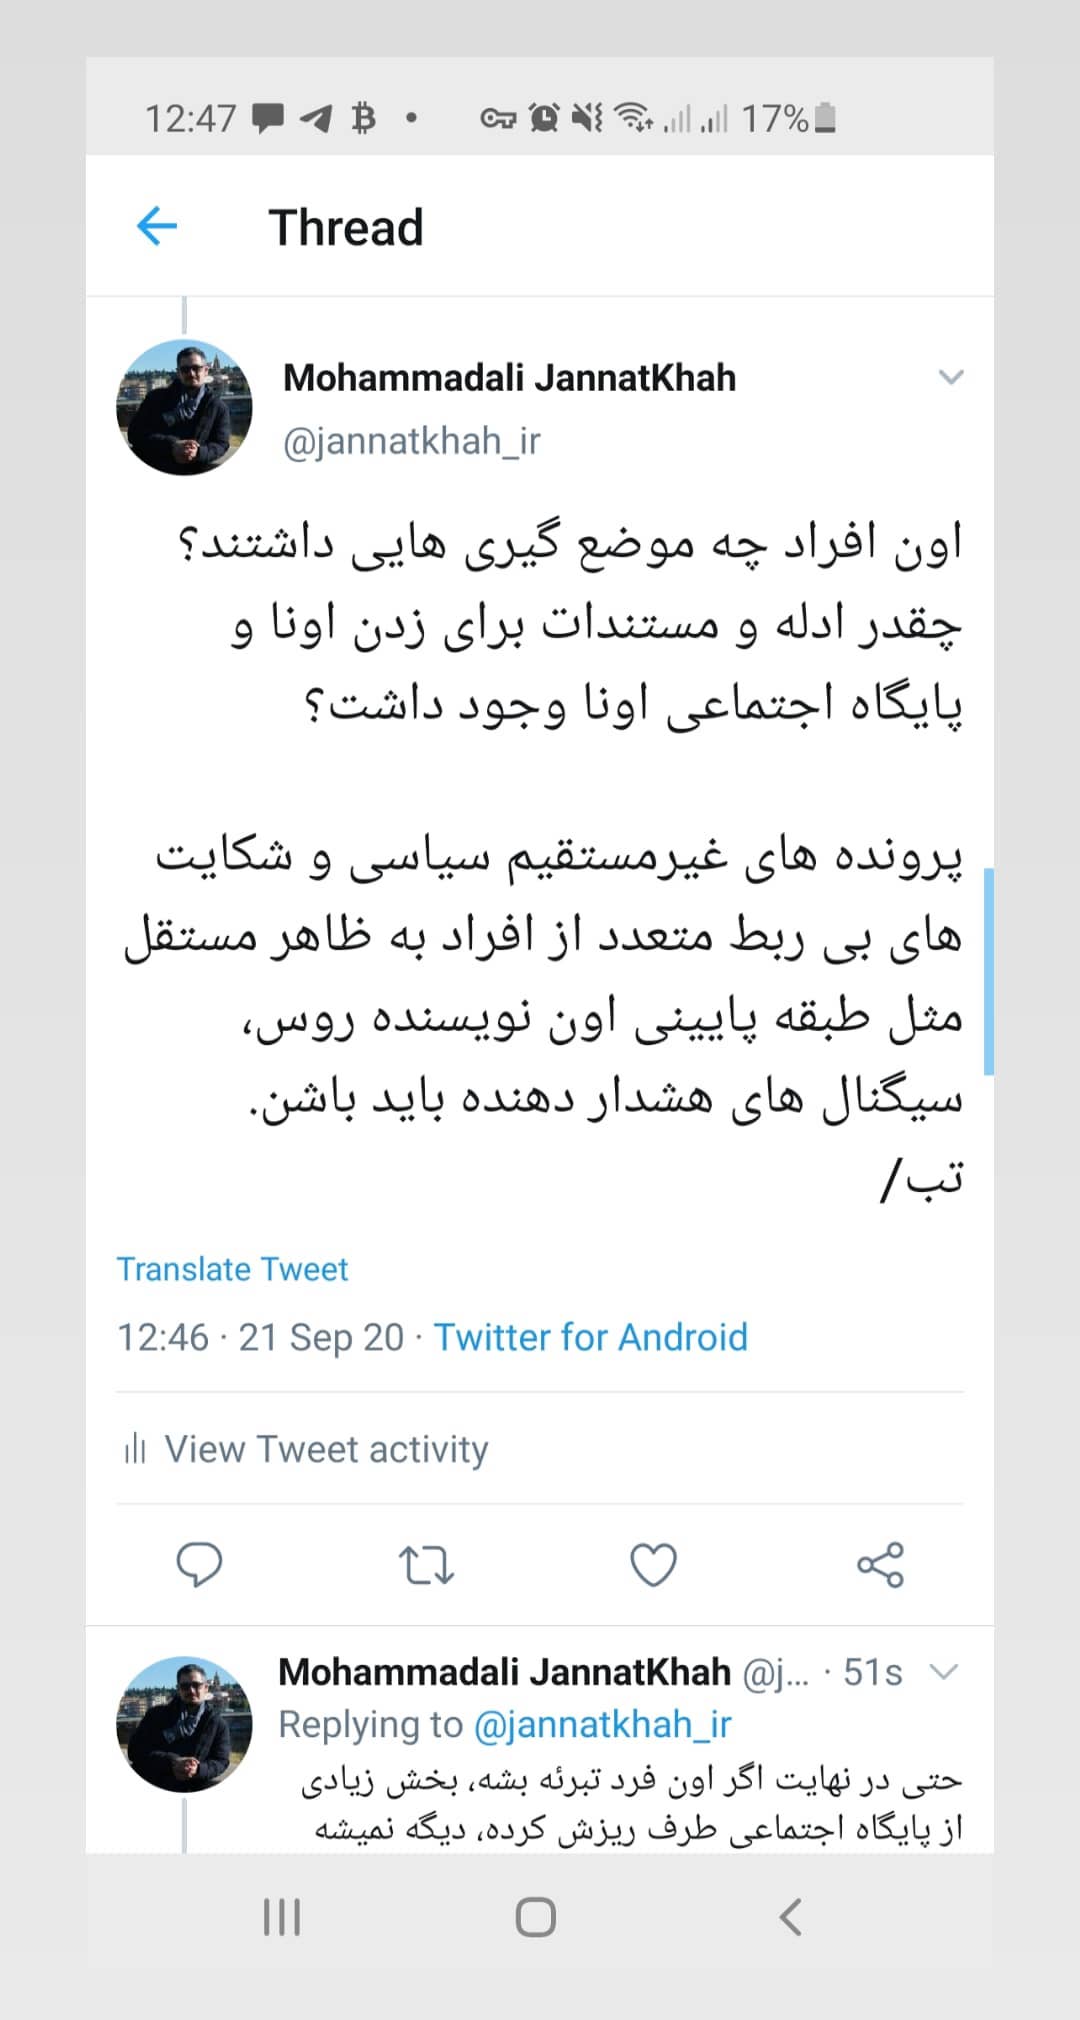 12:47 17%
Thread
Mohammadali JannatKhah
@jannatkhah_ir
اون افراد چه موضع گیری هایی داشتند؟
چقدر ادله و مستندات برای زدن اونا و
پایگاه اجتماعی اونا وجود داشت؟
پرونده های غیرمستقیم سیاسی و شکایت
های بی ربط متعدد از افراد به ظاهر مستقل
مثل طبقه پایینی اون نویسنده روس،
سیگنال های هشدار دهنده باید باشن.
تب/
Translate Tweet
12:46 · 21 Sep 20 · Twitter for Android
View Tweet activity
Mohammadali JannatKhah @j... · 51s
Replying to @jannatkhah_ir
حتی در نهایت اگر اون فرد تبرئه بشه، بخش زیادی
از پایگاه اجتماعی طرف ریزش کرده، دیگه نمیشه